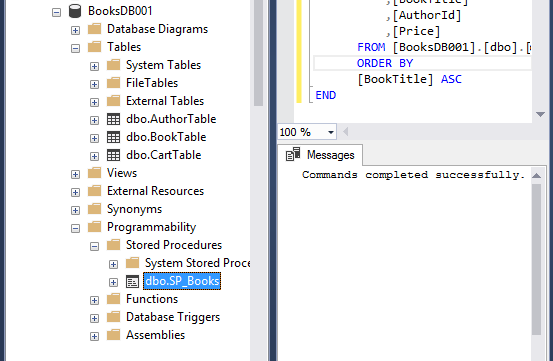 BooksDB001
Database Diagrams
Tables
System Tables
FileTables
External Tables
dbo.AuthorTable
dbo.BookTable
dbo.CartTable
Views
External Resources
Synonyms
Programmability
Stored Procedures
System Stored Proce
dbo.SP_Books
Functions
Database Triggers
Assemblies
,[BookTitle]
,[AuthorId]
,[Price]
FROM [BooksDB001].[dbo].
ORDER BY
[BookTitle] ASC
END
100 %
Messages
Commands completed successfully.